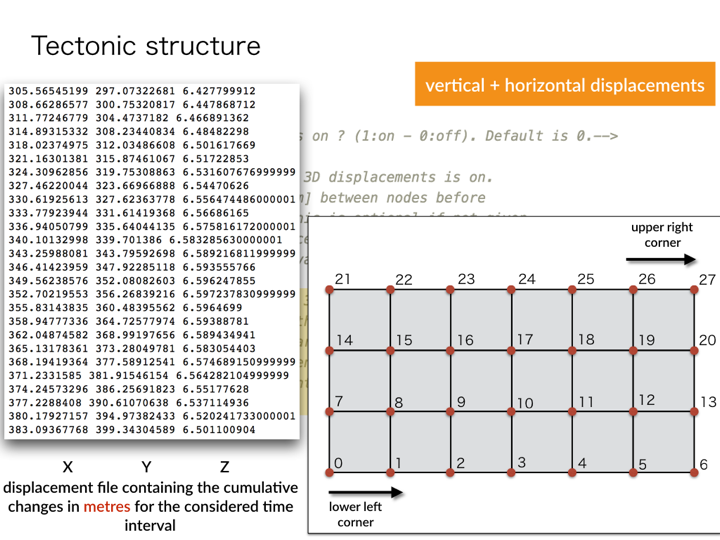 Tectonic structure
vertical + horizontal displacements
305.56545199 297.07322681 6.427799912
308.66286577 300.75320817 6.447868712
311.77246779 304.4737182 6.466891362
314.89315332 308.23440834 6.48482298
318.02374975 312.03486608 6.501617669
321.16301381 315.87461067 6.51722853
324.30962856 319.75308863 6.531607676999999
327.46220044 323.66966888 6.54470626
330.61925613 327.62363778 6.556474486000001
333.77923944 331.61419368 6.56686165
336.94050799 335.64044135 6.575816172000001
340.10132998 339.701386 6.583285630000001
343.25988081 343.79592698 6.589216811999999
346.41423959 347.92285118 6.593555766
349.56238576 352.08082603 6.596247855
352.70219553 356.26839216 6.597237830999999
355.83143835 360.48395562 6.5964699
358.94777336 364.72577974 6.59388781
362.04874582 368.99197656 6.589434941
365.13178361 373.28049781 6.583053403
368.19419364 377.58912541 6.574689150999999
371.2331585 381.91546154 6.564282104999999
374.24573296 386.25691823 6.55177628
377.2288408 390.61070638 6.537114936
380.17927157 394.97382433 6.520241733000001
383.09367768 399.34304589 6.501100904
s on ? (1:on - 0:off). Default is 0.-->
3D displacements is on.
] between nodes before
X Y Z
displacement file containing the cumulative
changes in metres for the considered time
interval
upper right
corner
21 22 23 24 25 26 27
14 15 16 17 18 19 20
7 8 9 10 11 12 13
0 1 2 3 4 5 6
lower left
corner